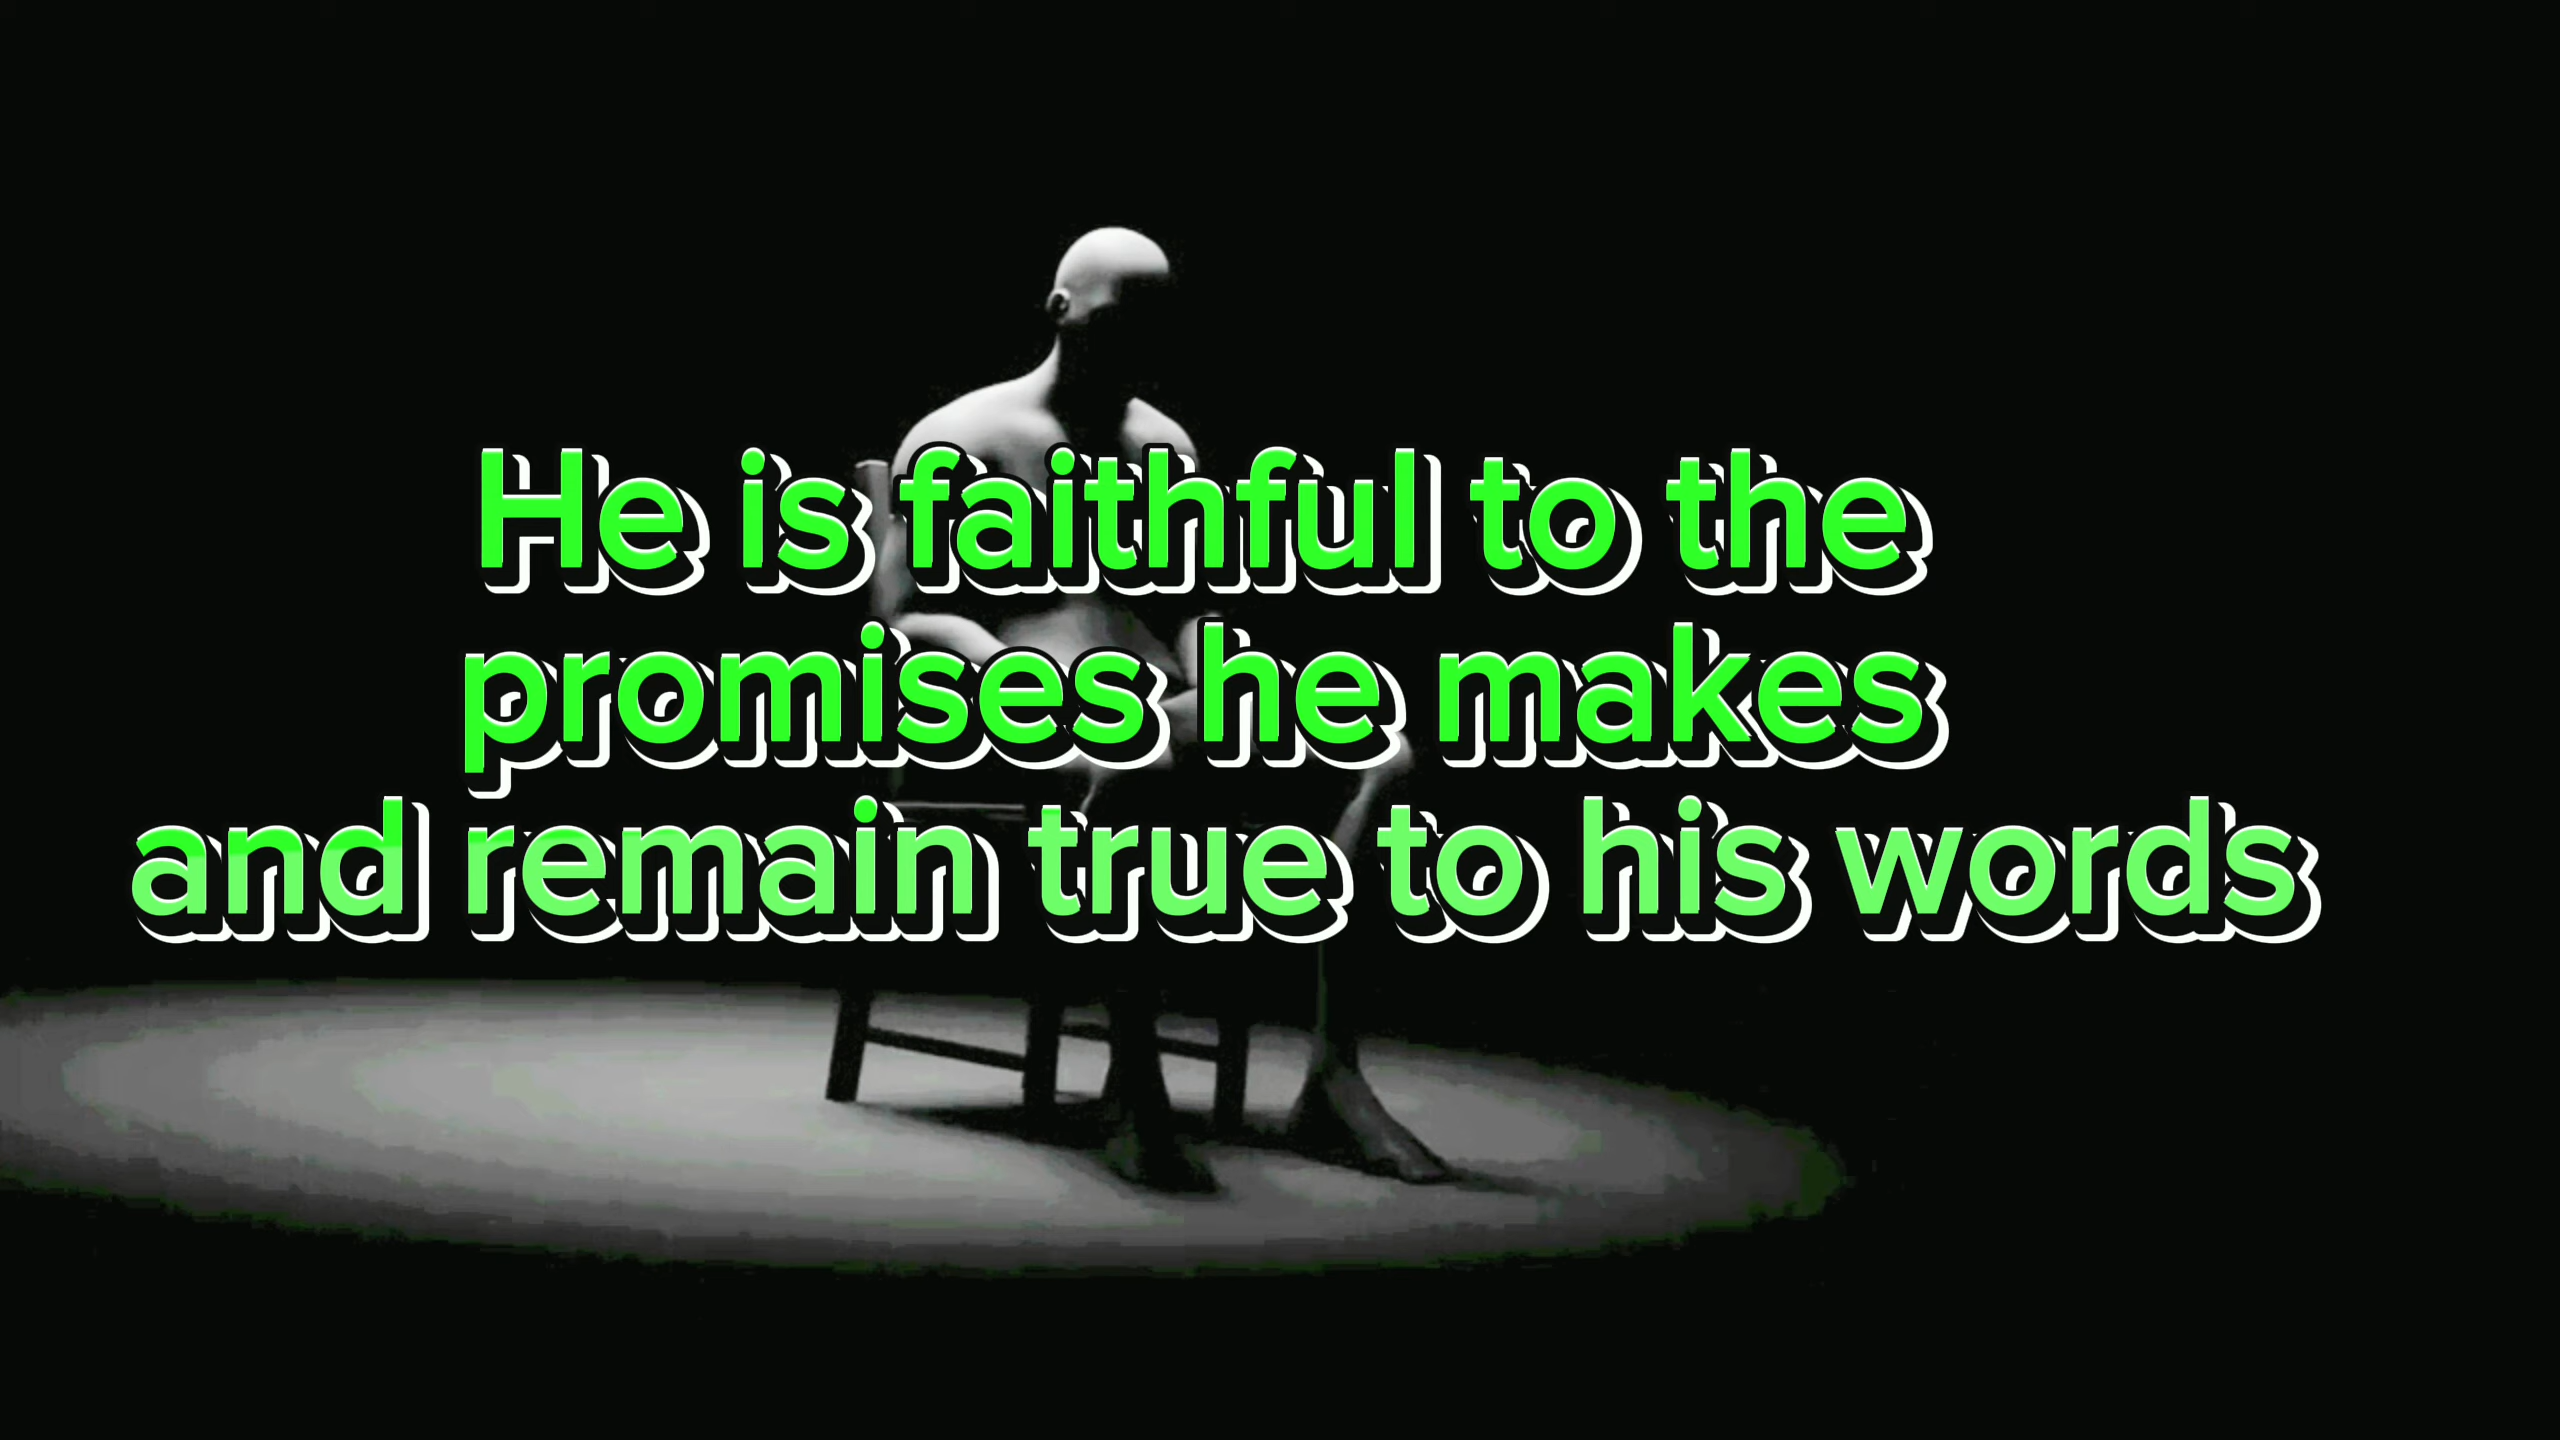 He is faithful to the
promises he makes
and remain true to his words